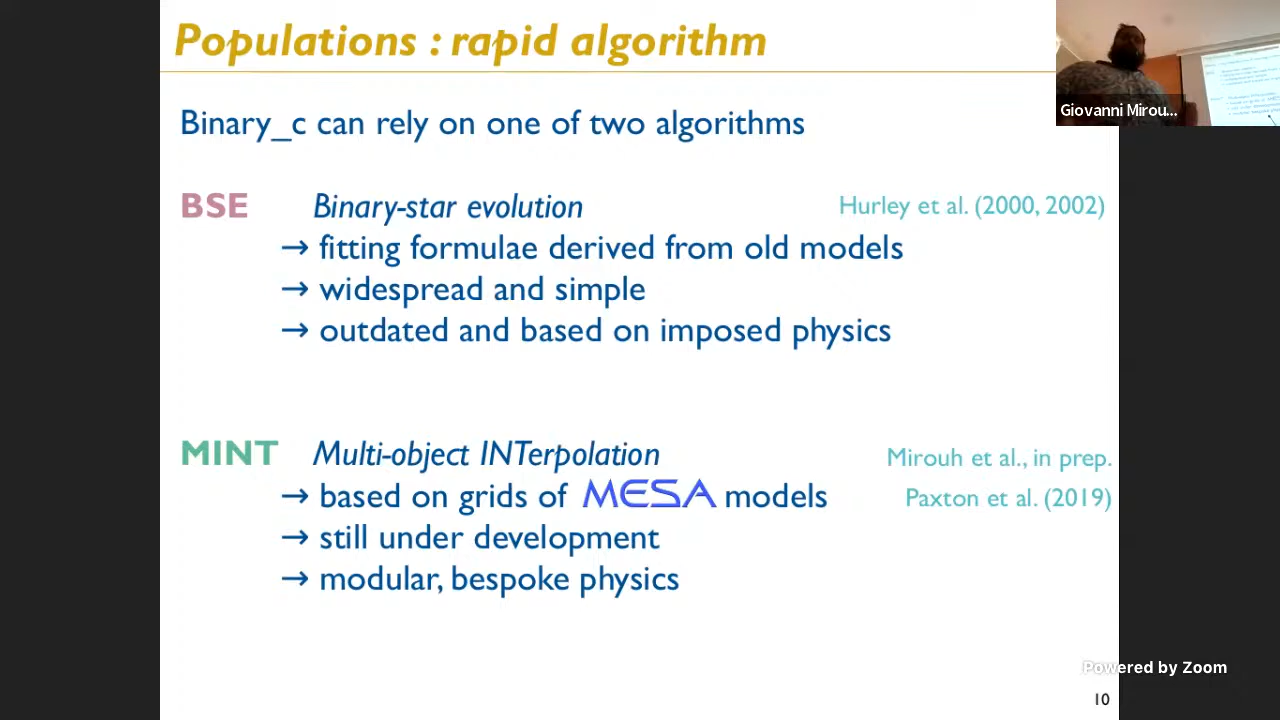 Populations : rapid algorithm
Giovanni Mirou...
Binary_c can rely on one of two algorithms
BSE Binary-star evolution Hurley et al. (2000, 2002)
→ fitting formulae derived from old models
→ widespread and simple
→ outdated and based on imposed physics
MINT Multi-object INTerpolation Mirouh et al., in prep.
→ based on grids of MESA models Paxton et al. (2019)
→ still under development
→ modular, bespoke physics
Powered by Zoom
10